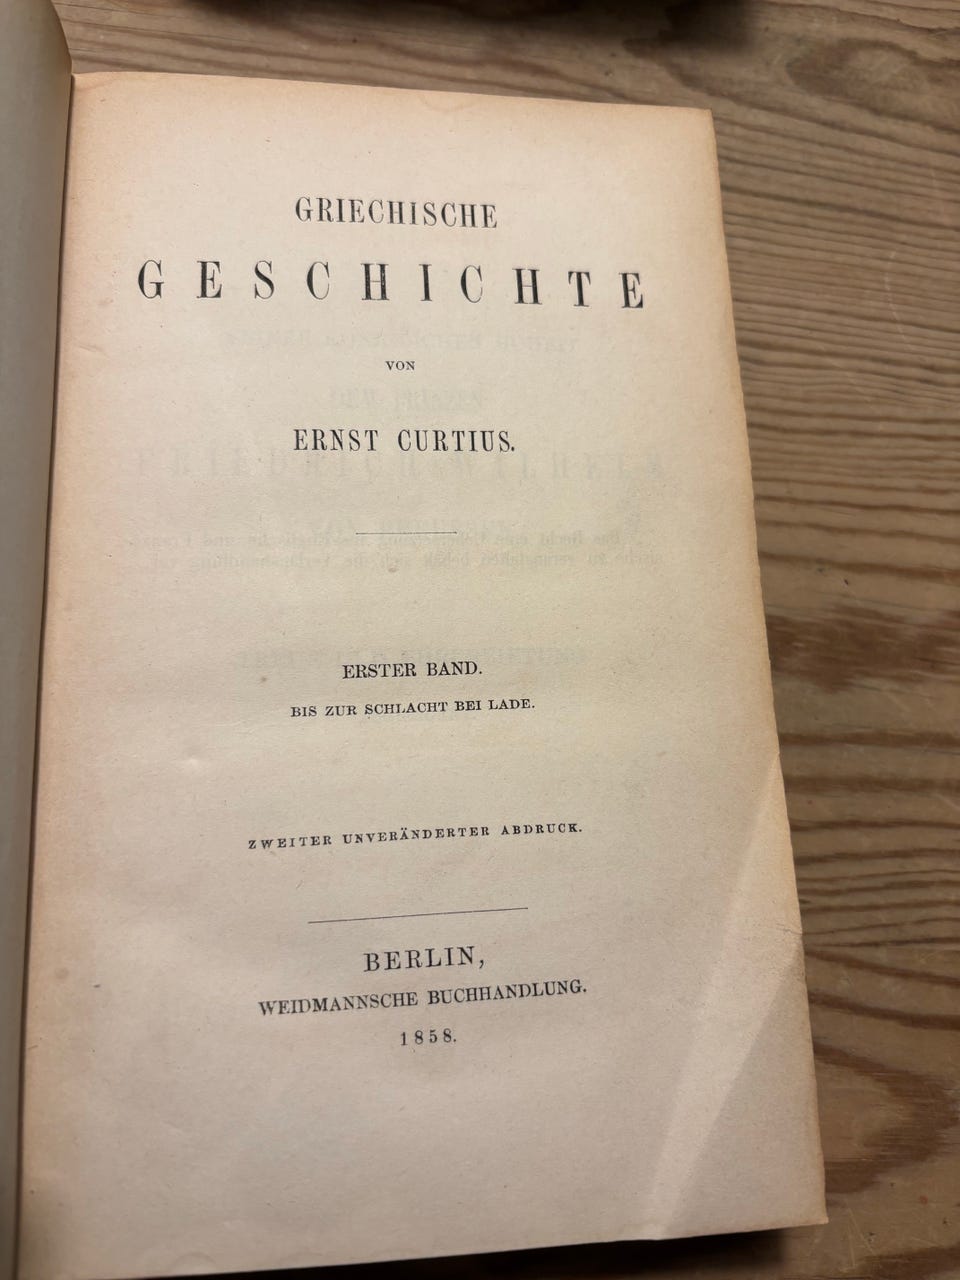 GRIECHISCHE
GESCHICHTE
VON
ERNST CURTIUS.
ERSTER BAND.
BIS ZUR SCHLACHT BEI LADE.
ZWEITER UNVERÄNDERTER ABDRUCK.
BERLIN,
WEIDMANNSCHE BUCHHANDLUNG.
1858.